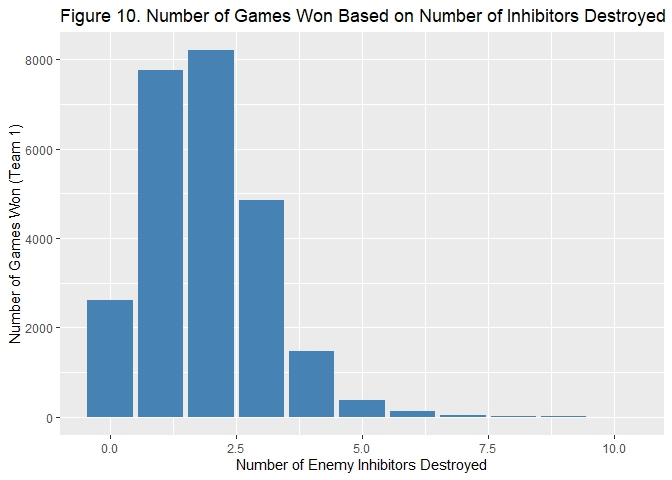 Figure 10. Number of Games Won Based on Number of Inhibitors Destroyed
Number of Games Won (Team 1)
8000
6000
4000
2000
0
0.0 2.5 5.0 7.5 10.0
Number of Enemy Inhibitors Destroyed